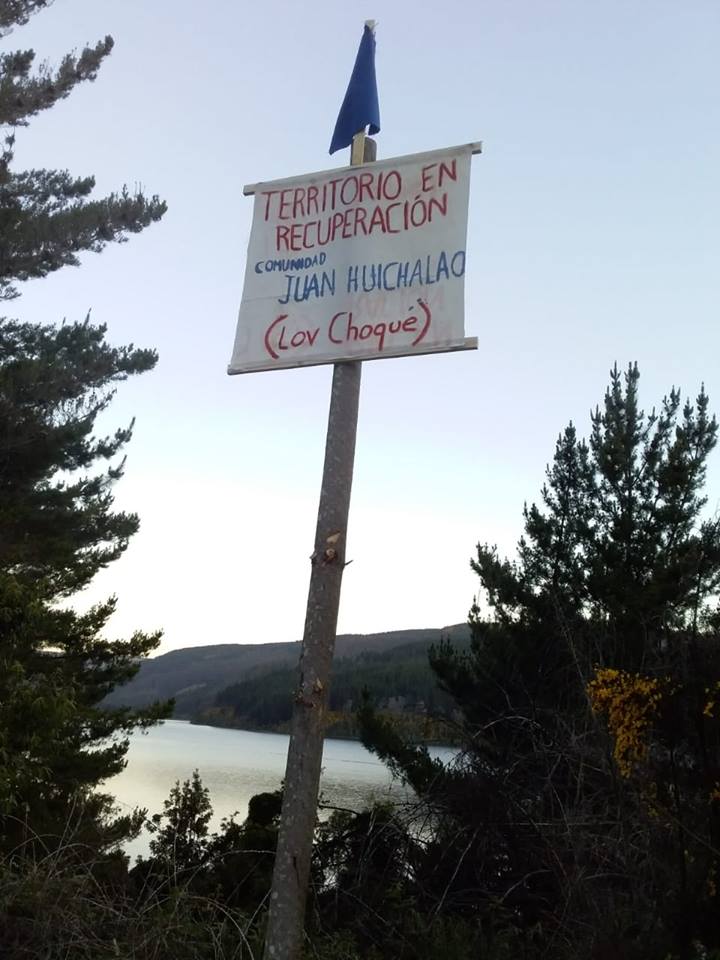 TERRITORIO EN
RECUPERACIÓN
COMUNIDAD
JUAN HUICHALAO
(Lov Choqué)